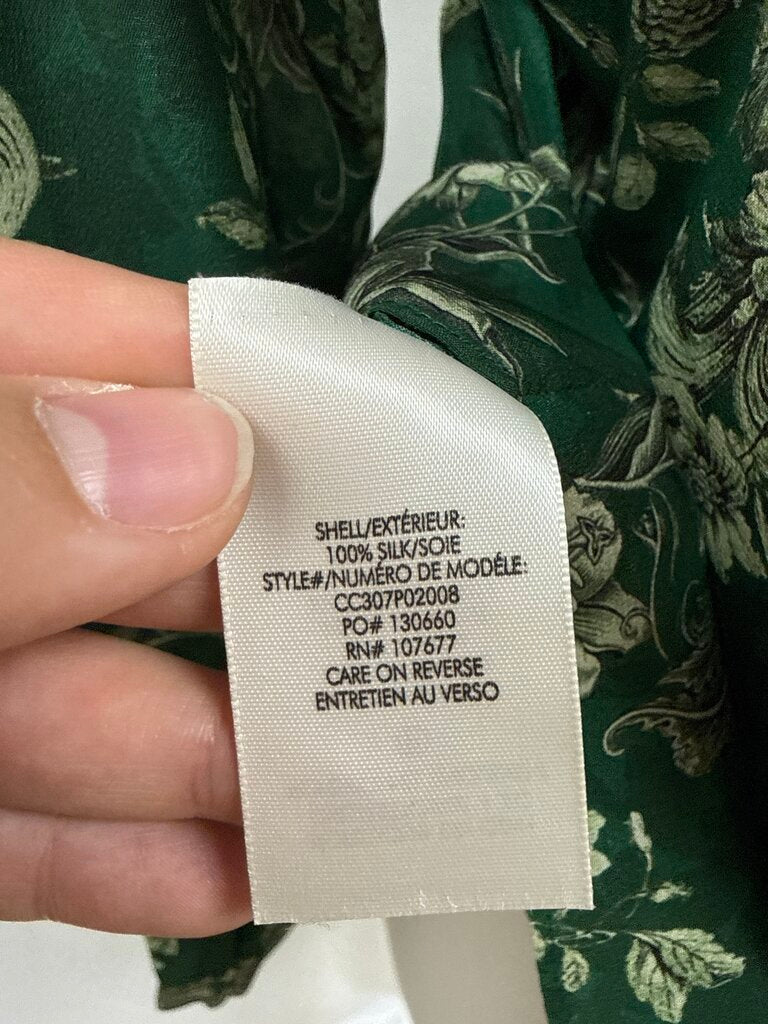 SHELL/EXTÉRIEUR:
100% SILK/SOIE
STYLE#/NUMÉRO DE MODÉLE:
CC307P02008
PO# 130660
RN# 107677
CARE ON REVERSE
ENTRETIEN AU VERSO